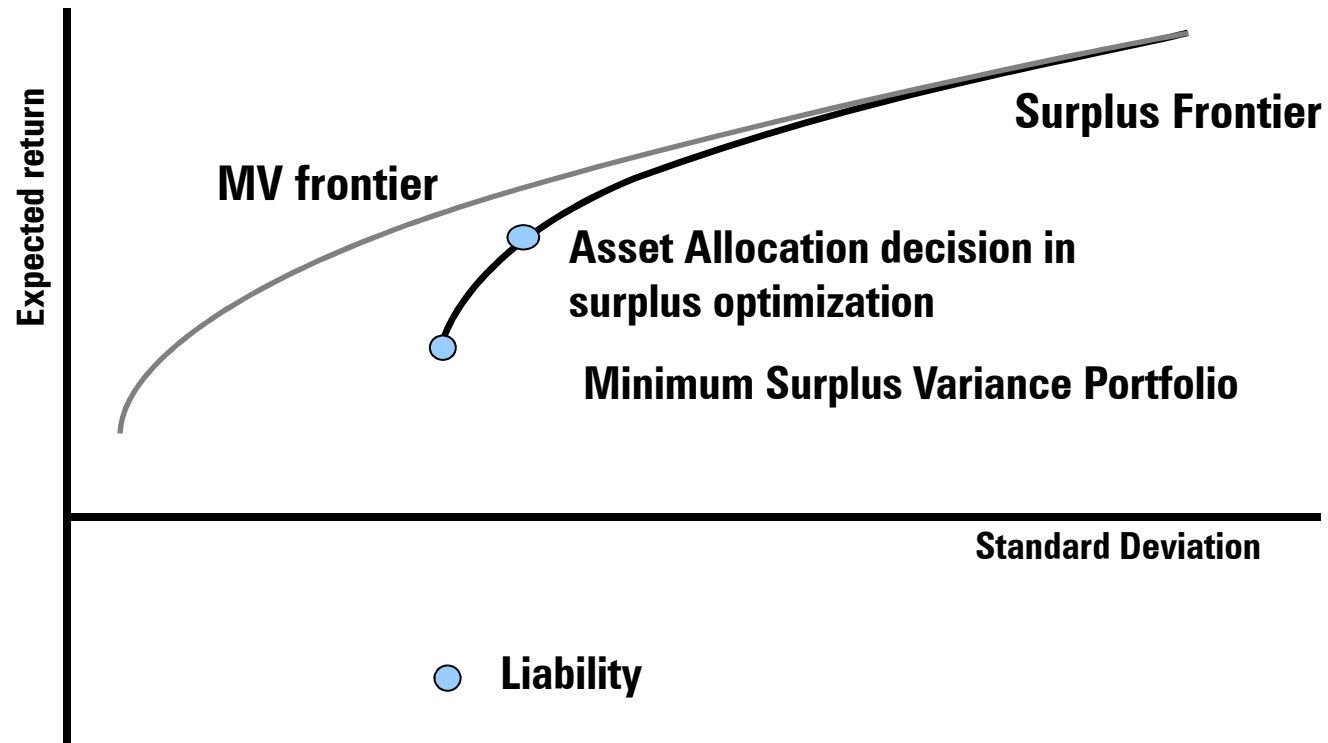 Expected return
MV frontier
Surplus Frontier
Asset Allocation decision in
surplus optimization
Minimum Surplus Variance Portfolio
Standard Deviation
Liability